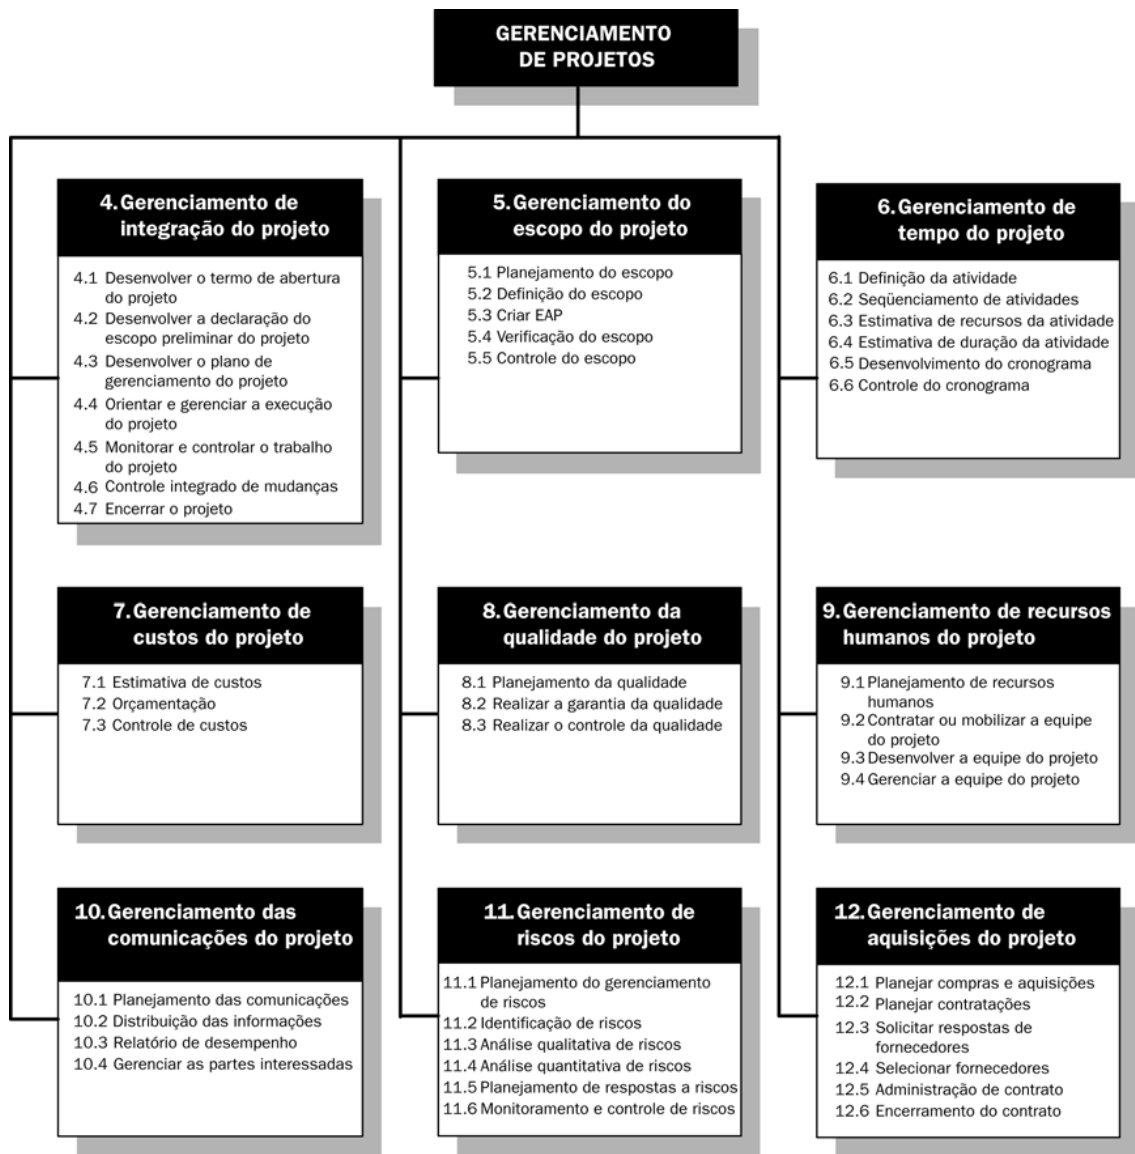 GERENCIAMENTO
DE PROJETOS
4. Gerenciamento de
integração do projeto
4.1 Desenvolver o termo de abertura
do projeto
4.2 Desenvolver a declaração do
escopo preliminar do projeto
4.3 Desenvolver o plano de
gerenciamento do projeto
4.4 Orientar e gerenciar a execução
do projeto
4.5 Monitorar e controlar o trabalho
do projeto
4.6 Controle integrado de mudanças
4.7 Encerrar o projeto
5. Gerenciamento do
escopo do projeto
5.1 Planejamento do escopo
5.2 Definição do escopo
5.3 Criar EAP
5.4 Verificação do escopo
5.5 Controle do escopo
6. Gerenciamento de
tempo do projeto
6.1 Definição da atividade
6.2 Seqüenciamento de atividades
6.3 Estimativa de recursos da atividade
6.4 Estimativa de duração da atividade
6.5 Desenvolvimento do cronograma
6.6 Controle do cronograma
7. Gerenciamento de
custos do projeto
7.1 Estimativa de custos
7.2 Orçamentação
7.3 Controle de custos
8. Gerenciamento da
qualidade do projeto
8.1 Planejamento da qualidade
8.2 Realizar a garantia da qualidade
8.3 Realizar o controle da qualidade
9. Gerenciamento de recursos
humanos do projeto
9.1 Planejamento de recursos
humanos
9.2 Contratar ou mobilizar a equipe
do projeto
9.3 Desenvolver a equipe do projeto
9.4 Gerenciar a equipe do projeto
10. Gerenciamento das
comunicações do projeto
10.1 Planejamento das comunicações
10.2 Distribuição das informações
10.3 Relatório de desempenho
10.4 Gerenciar as partes interessadas
11. Gerenciamento de
riscos do projeto
11.1 Planejamento do gerenciamento
de riscos
11.2 Identificação de riscos
11.3 Análise qualitativa de riscos
11.4 Análise quantitativa de riscos
11.5 Planejamento de respostas a riscos
11.6 Monitoramento e controle de riscos
12. Gerenciamento de
aquisições do projeto
12.1 Planejar compras e aquisições
12.2 Planejar contratações
12.3 Solicitar respostas de
fornecedores
12.4 Selecionar fornecedores
12.5 Administração de contrato
12.6 Encerramento do contrato